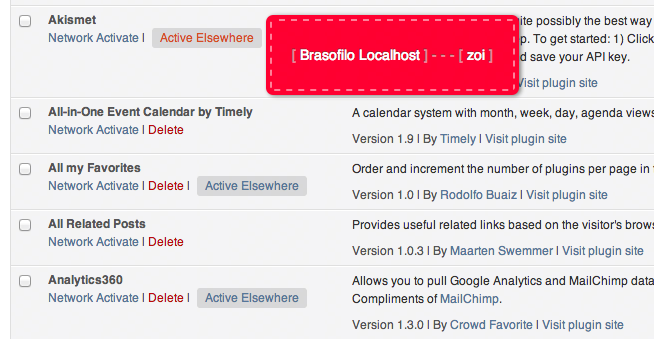 Akismet
Network Activate | Active Elsewhere
[ Brasofilo Localhost ] - - - [ zoi ]
ite possibly the best way
p. To get started: 1) Click
d save your API key.
Visit plugin site
All-in-One Event Calendar by Timely
Network Activate | Delete
A calendar system with month, week, day, agenda views
Version 1.9 | By Timely | Visit plugin site
All my Favorites
Network Activate | Delete | Active Elsewhere
Order and increment the number of plugins per page in
Version 1.0 | By Rodolfo Buaiz | Visit plugin site
All Related Posts
Network Activate | Delete
Provides useful related links based on the visitor's brows
Version 1.0.3 | By Maarten Swemmer | Visit plugin site
Analytics360
Network Activate | Delete | Active Elsewhere
Allows you to pull Google Analytics and MailChimp data
Compliments of MailChimp.
Version 1.3.0 | By Crowd Favorite | Visit plugin site